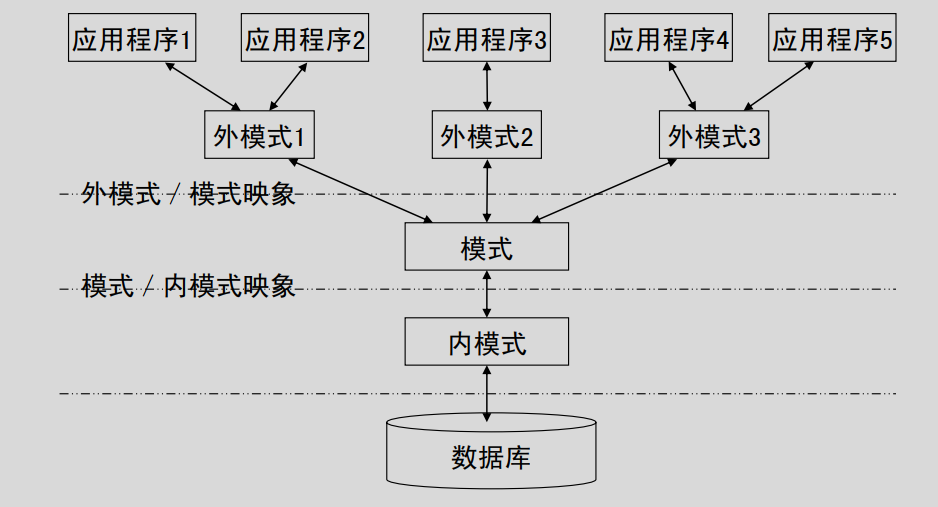 应用程序1 应用程序2 应用程序3 应用程序4 应用程序5
外模式1 外模式2 外模式3
外模式 / 模式映象
模式
模式 / 内模式映象
内模式
数据库